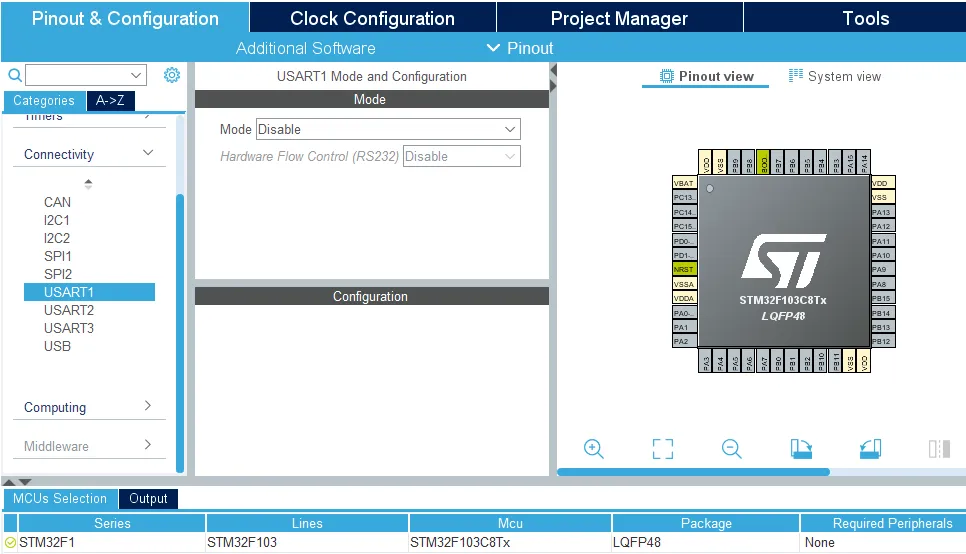 Pinout & Configuration
Clock Configuration
Project Manager
Tools
Additional Software
Pinout
Categories
A->Z
Timers
Connectivity
CAN
I2C1
I2C2
SPI1
SPI2
USART1
USART2
USART3
USB
Computing
Middleware
USART1 Mode and Configuration
Mode
Mode Disable
Hardware Flow Control (RS232) Disable
Configuration
Pinout view
System view
VDD VSS PB9 PB8 BOO PB7 PB6 PB5 PB4 PB3 PA15 PA14
VBAT
PC13..
PC14..
PC15..
PD0-..
PD1-..
NRST
VSSA
VDDA
PA0-..
PA1
PA2
STM32F103C8Tx
LQFP48
VDD
VSS
PA13
PA12
PA11
PA10
PA9
PA8
PB15
PB14
PB13
PB12
PA3 PA4 PA5 PA6 PA7 PB0 PB1 PB2 PB10 PB11 VSS VDD
MCUs Selection
Output
Series Lines Mcu Package Required Peripherals
STM32F1 STM32F103 STM32F103C8Tx LQFP48 None